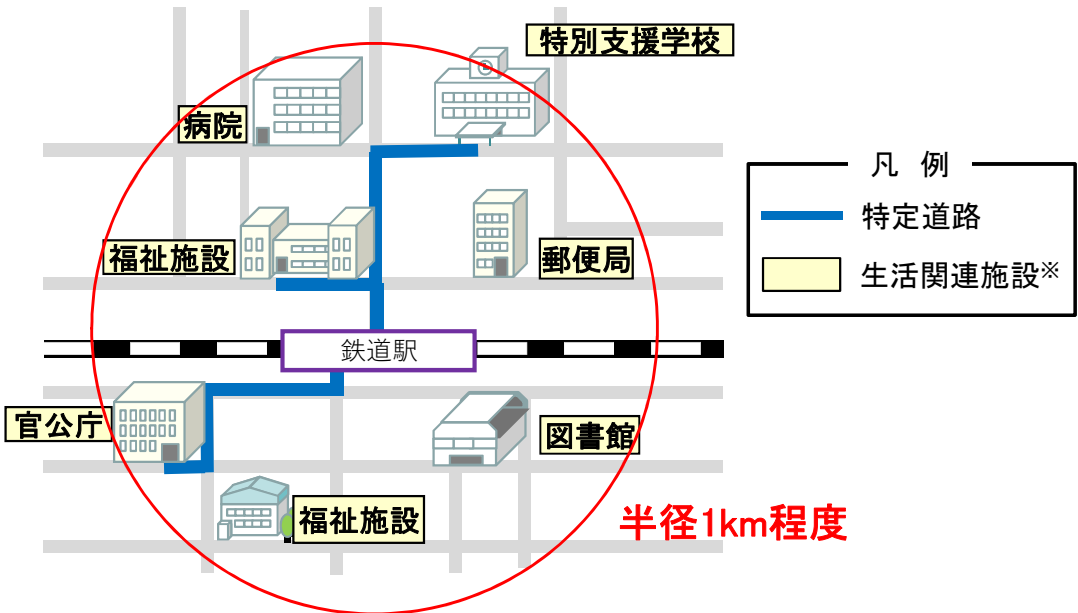 特別支援学校
病院
凡 例
特定道路
福祉施設
郵便局
生活関連施設※
鉄道駅
官公庁
図書館
福祉施設
半径1km程度